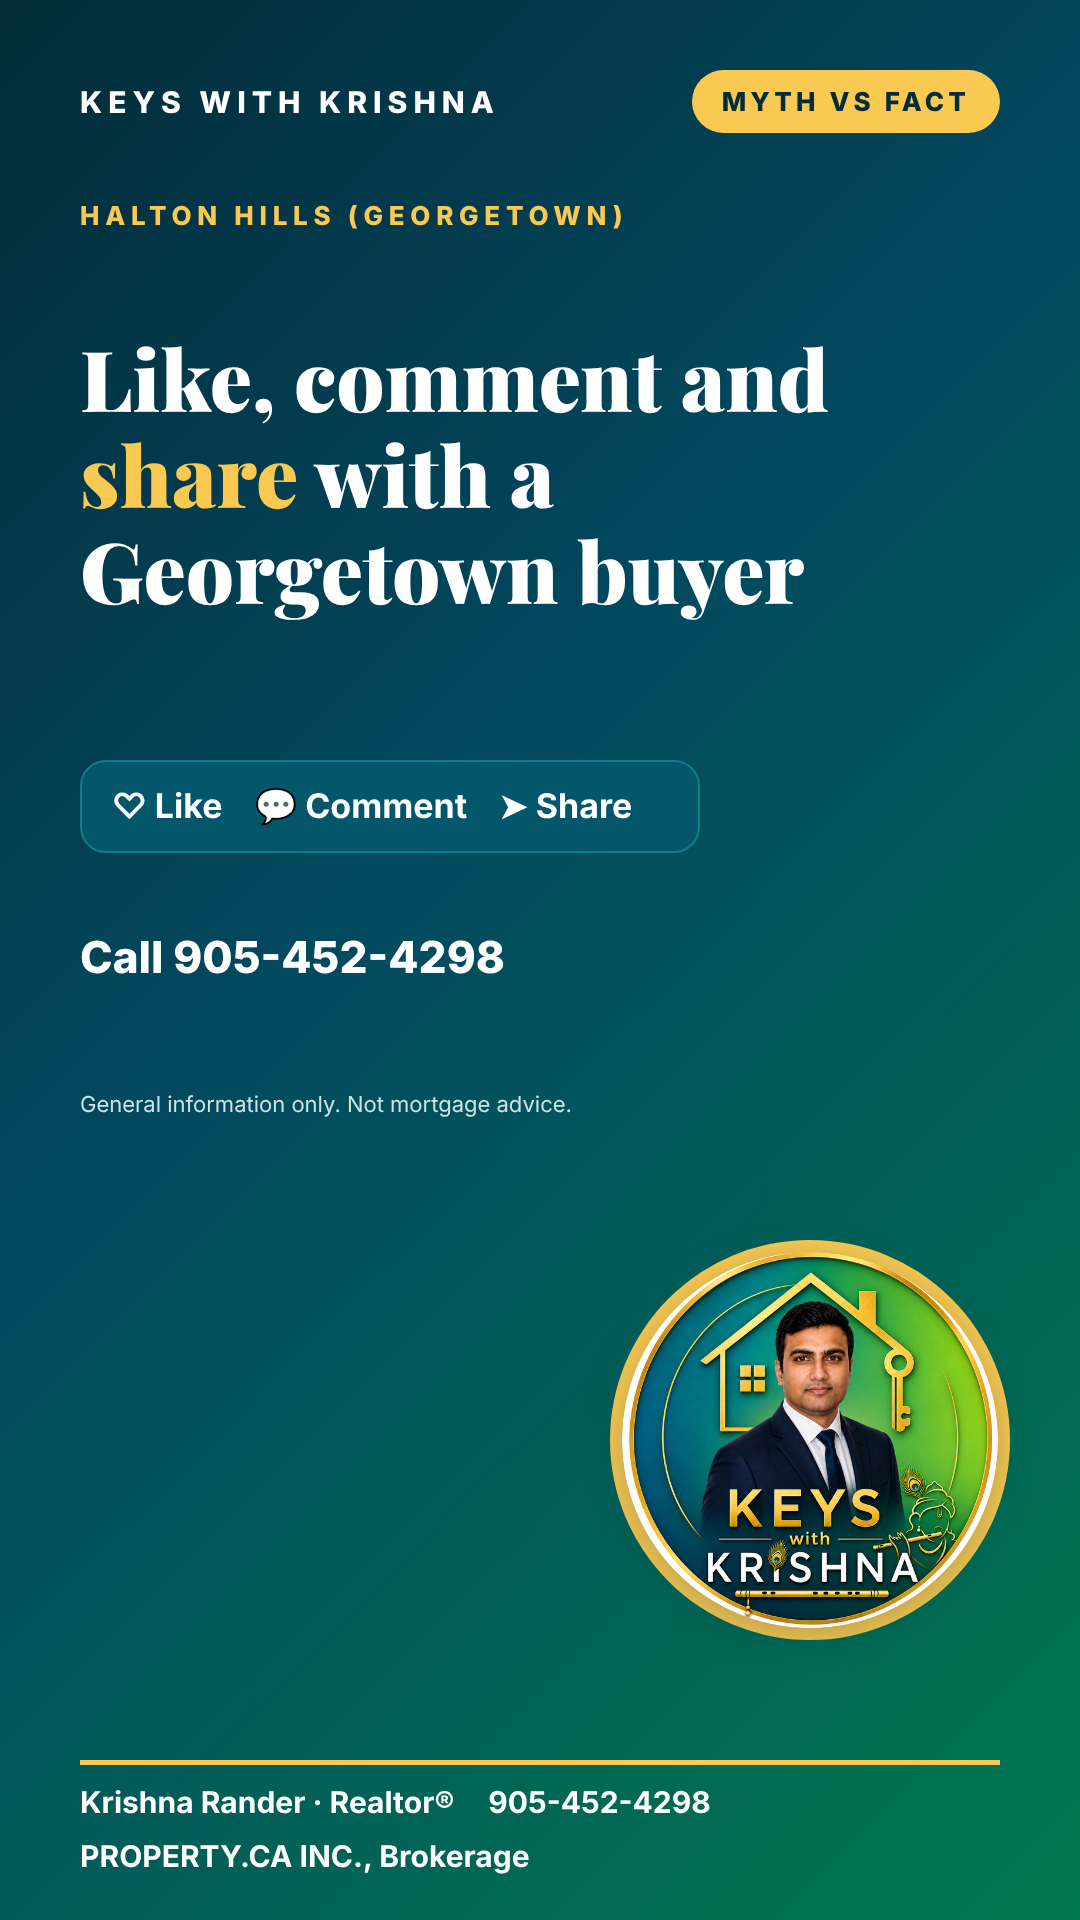 KEYS WITH KRISHNA
MYTH VS FACT
HALTON HILLS (GEORGETOWN)
Like, comment and
share with a
Georgetown buyer
♡ Like 💬 Comment ➤ Share
Call 905-452-4298
General information only. Not mortgage advice.
KEYS
with
KRISHNA
Krishna Rander · Realtor® 905-452-4298
PROPERTY.CA INC., Brokerage